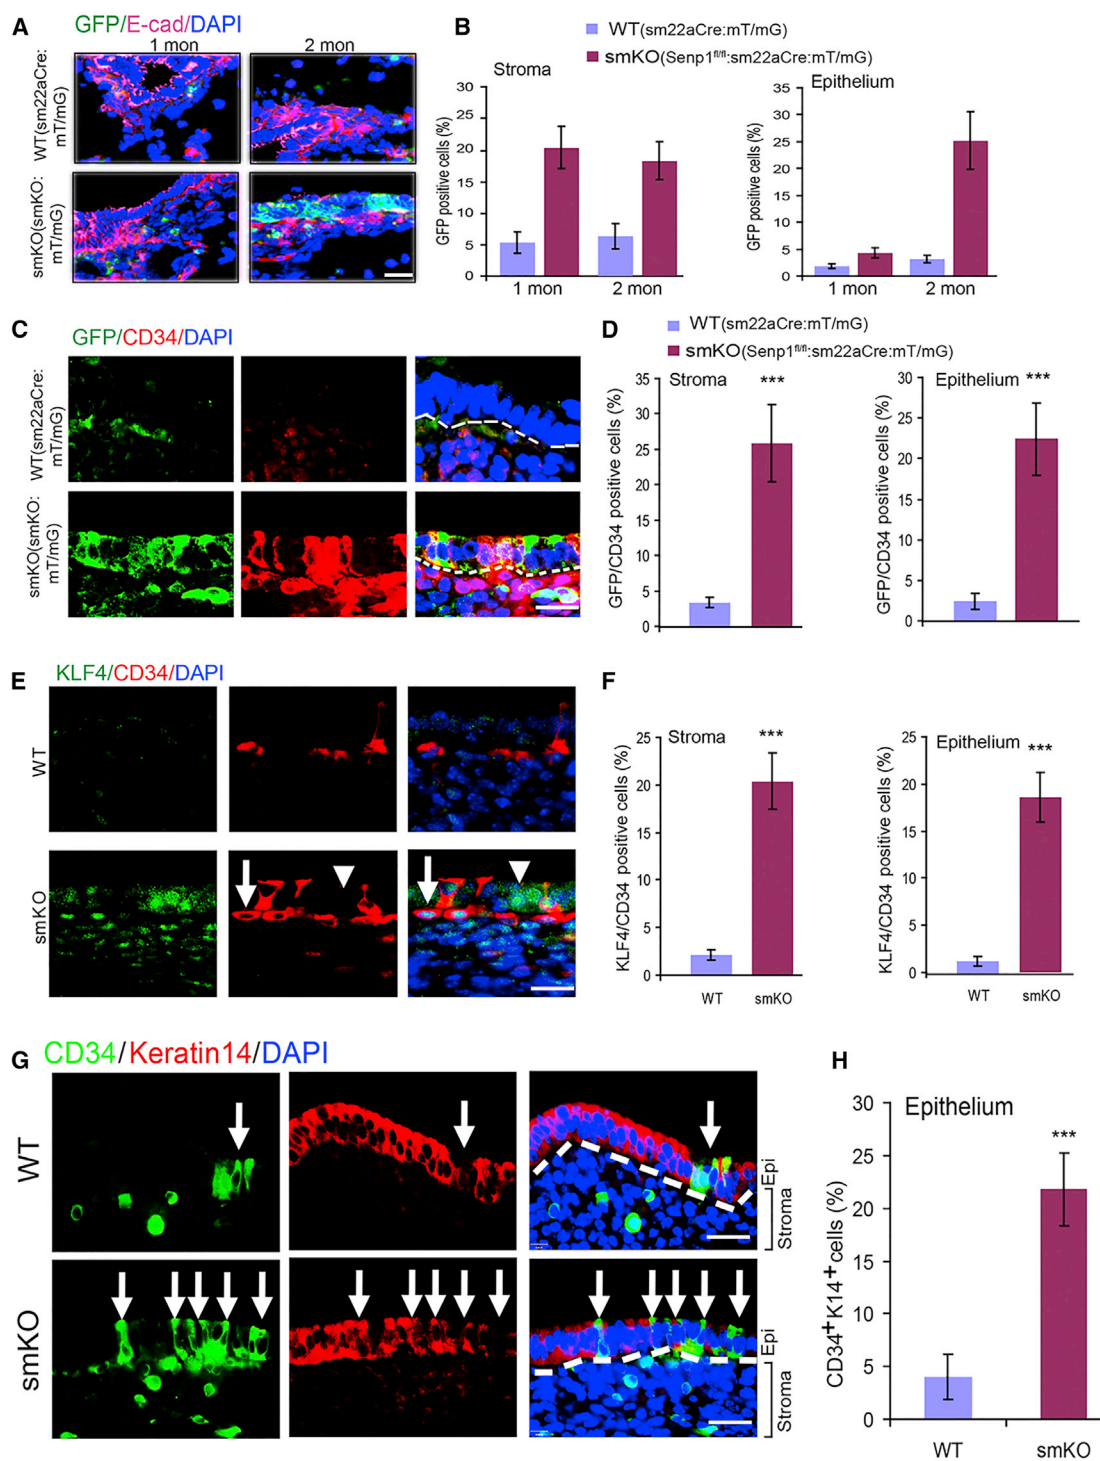 A
GFP/E-cad/DAPI
1 mon
2 mon
WT(sm22aCre:
mT/mG)
smKO(smKO:
mT/mG)
B
WT(sm22aCre:mT/mG)
smKO(Senp1fl/fl:sm22aCre:mT/mG)
Stroma
GFP positive cells (%)
30
25
20
15
10
5
0
1 mon
2 mon
Epithelium
GFP positive cells (%)
35
30
25
20
15
10
5
0
1 mon
2 mon
C
GFP/CD34/DAPI
WT(sm22aCre:
mT/mG)
smKO(smKO:
mT/mG)
D
WT(sm22aCre:mT/mG)
smKO(Senp1fl/fl:sm22aCre:mT/mG)
Stroma
***
GFP/CD34 positive cells (%)
35
30
25
20
15
10
5
0
Epithelium
***
GFP/CD34 positive cells (%)
30
25
20
15
10
5
0
E
KLF4/CD34/DAPI
WT
smKO
F
Stroma
***
KLF4/CD34 positive cells (%)
25
20
15
10
5
0
WT
smKO
Epithelium
***
KLF4/CD34 positive cells (%)
25
20
15
10
5
0
WT
smKO
G
CD34/Keratin14/DAPI
WT
Epi
Stroma
smKO
Epi
Stroma
H
Epithelium
***
CD34+K14+cells (%)
30
25
20
15
10
5
0
WT
smKO